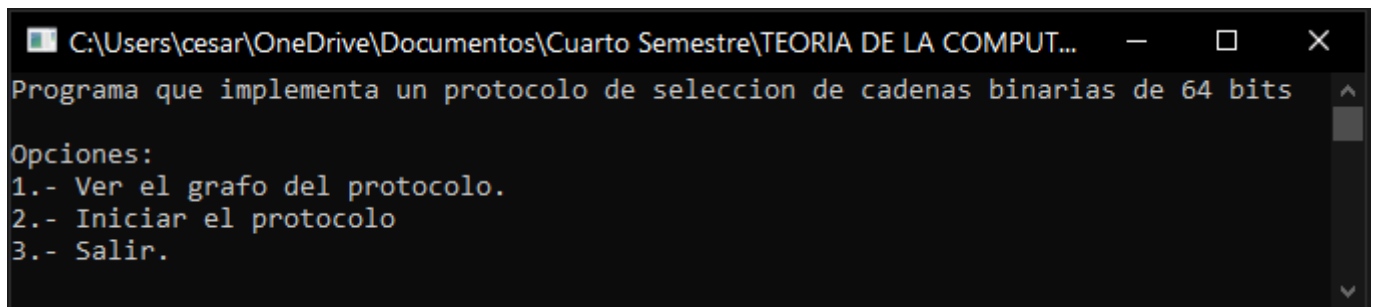 C:\Users\cesar\OneDrive\Documentos\Cuarto Semestre\TEORIA DE LA COMPUT...
Programa que implementa un protocolo de seleccion de cadenas binarias de 64 bits
Opciones:
1.- Ver el grafo del protocolo.
2.- Iniciar el protocolo
3.- Salir.